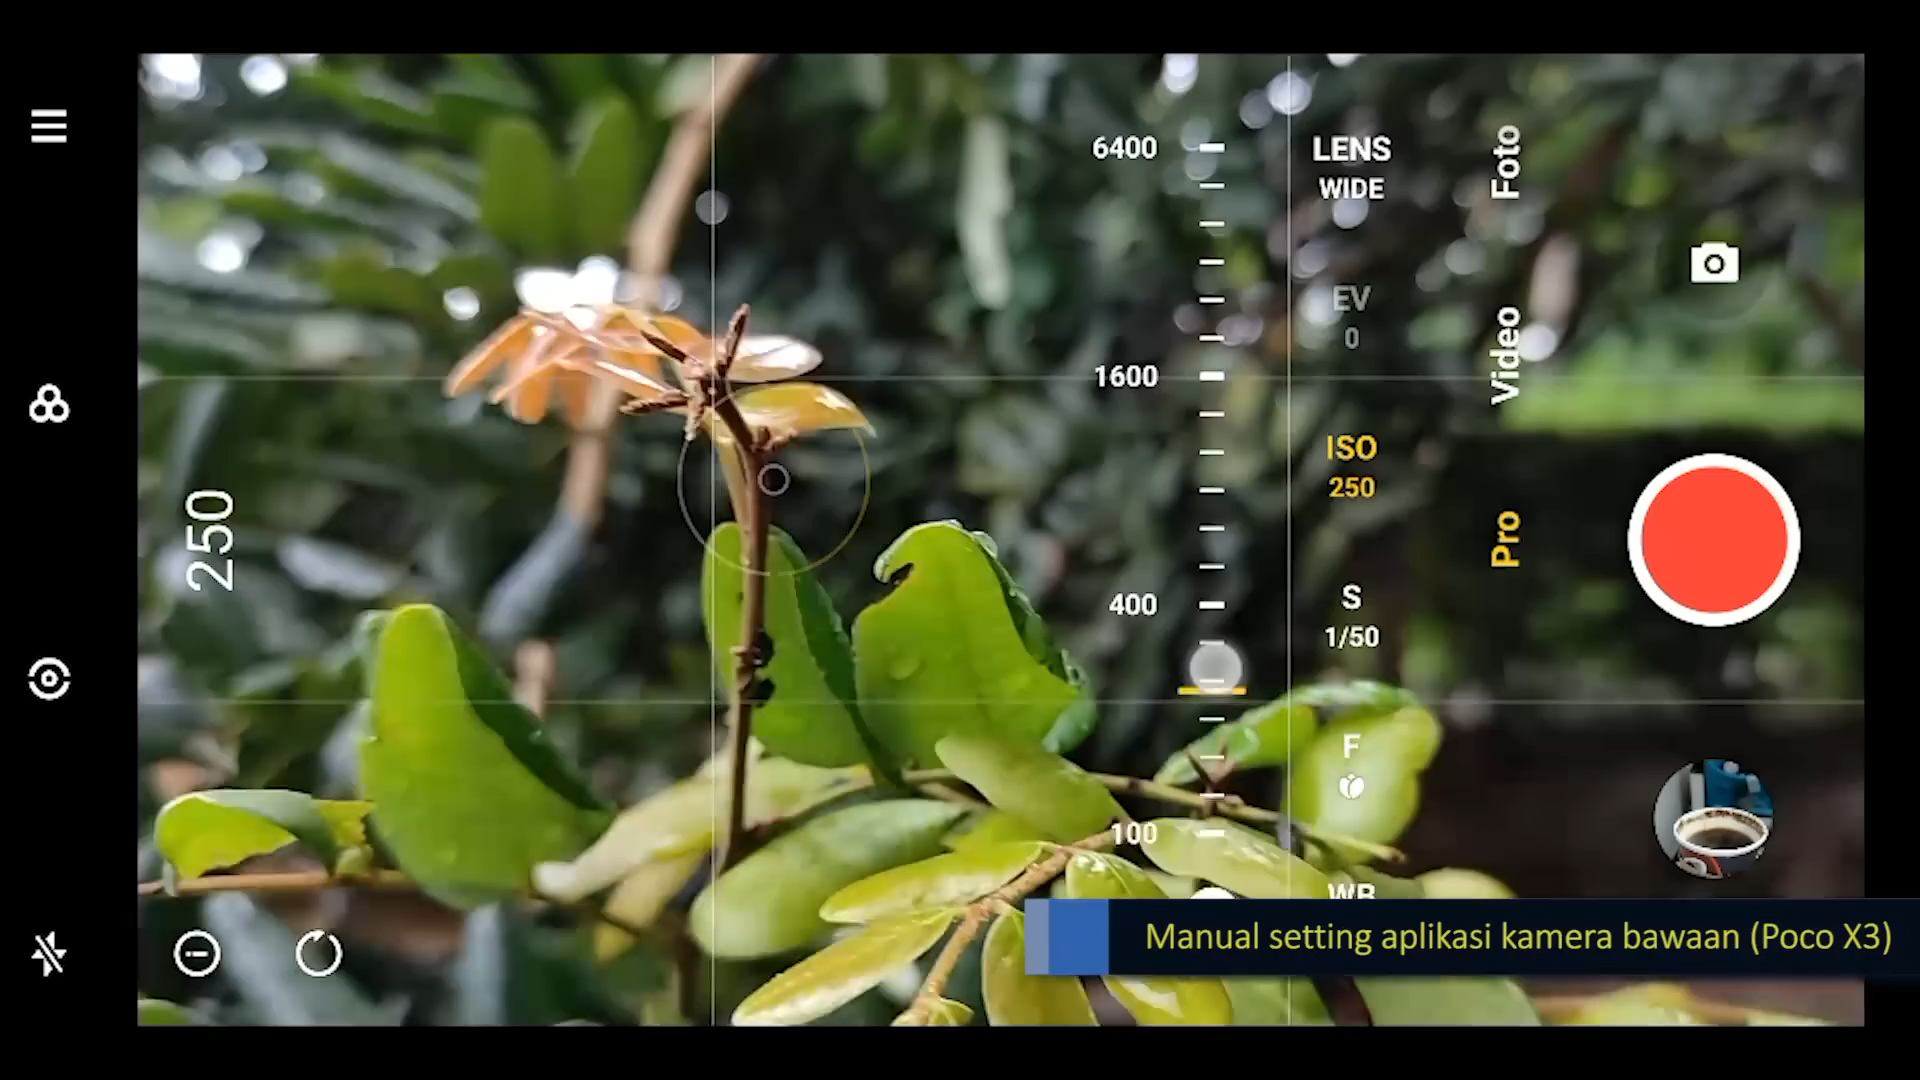 250
6400
1600
400
100
LENS
WIDE
EV
0
ISO
250
S
1/50
F
WB
Foto
Video
Pro
Manual setting aplikasi kamera bawaan (Poco X3)